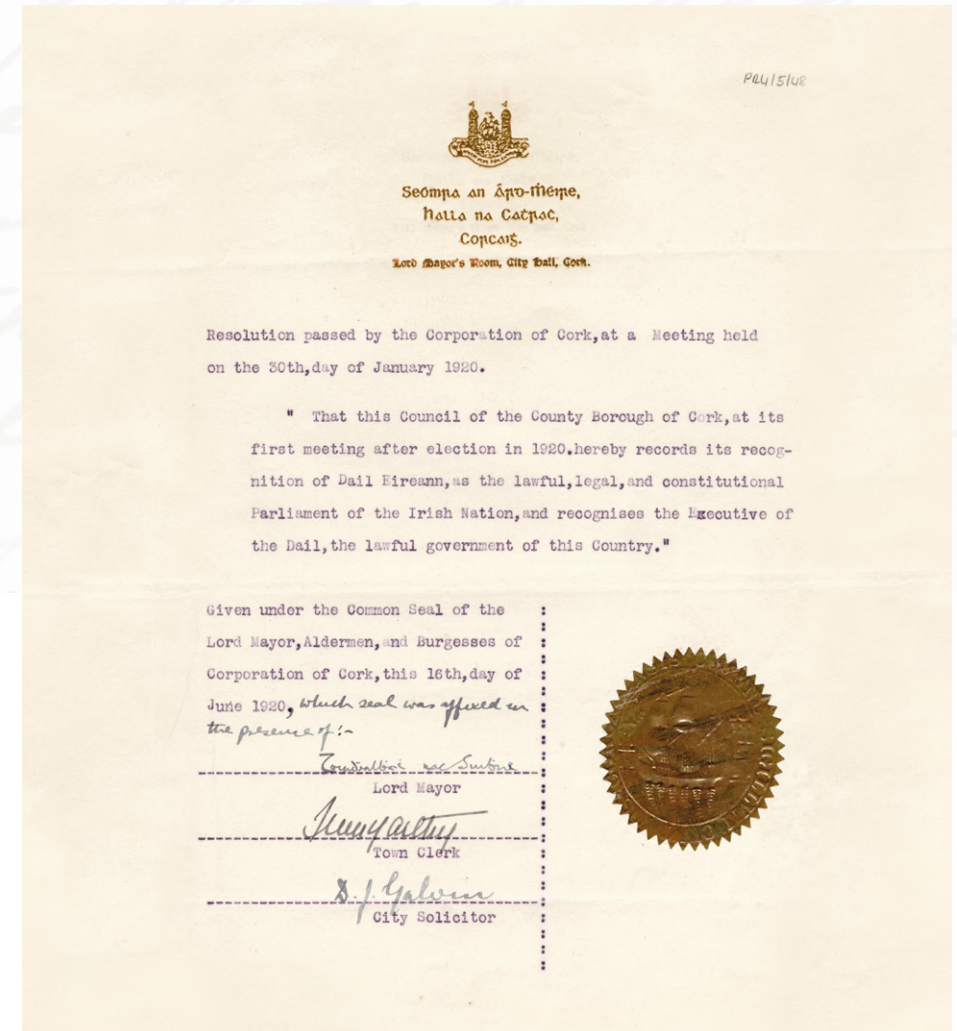 PR4/5/48
Seómra an Árd-Ṁéire,
halla na Caṫraċ,
Corcaiġ.
Lord Mayor's Room, City Hall, Cork.
Resolution passed by the Corporation of Cork,at a Meeting held
on the 30th,day of January 1920.
" That this Council of the County Borough of Cork,at its
first meeting after election in 1920.hereby records its recog-
nition of Dail Eireann,as the lawful,legal,and constitutional
Parliament of the Irish Nation,and recognises the Executive of
the Dail,the lawful government of this Country."
Given under the Common Seal of the
Lord Mayor,Aldermen,and Burgesses of
Corporation of Cork,this 16th,day of
June 1920, which seal was affixed in
the presence of:-
Toirdhealbhach mac Suibhne
Lord Mayor
Town Clerk
D. J. Galvin
City Solicitor